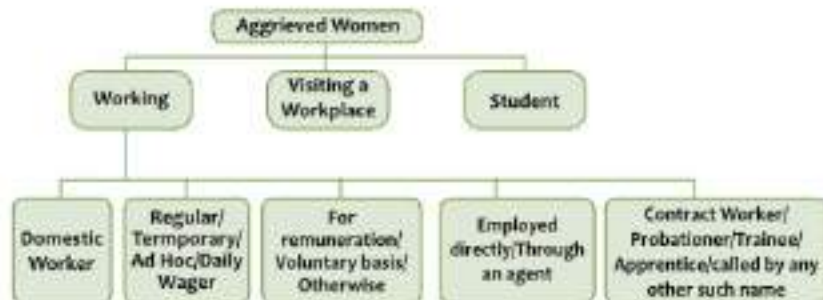 Aggrieved Women
Working
Visiting a
Workplace
Student
Domestic
Worker
Regular/
Termporary/
Ad Hoc/Daily
Wager
For
remuneration/
Voluntary basis/
Otherwise
Employed
directly/Through
an agent
Contract Worker/
Probationer/Trainee/
Apprentice/called by any
other such name